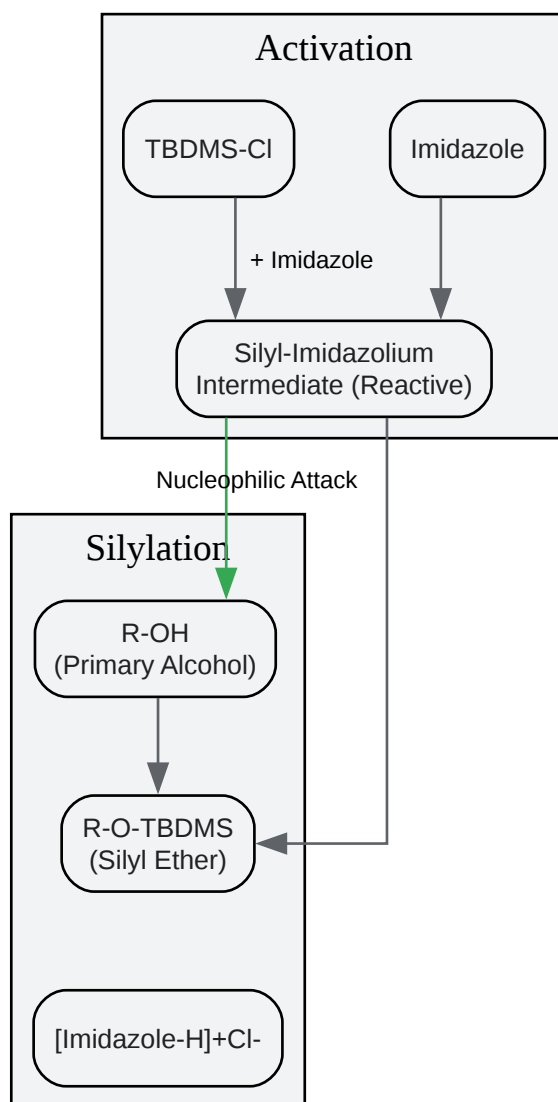 Activation
TBDMS-Cl
Imidazole
+ Imidazole
Silyl-Imidazolium
Intermediate (Reactive)
Nucleophilic Attack
Silylation
R-OH
(Primary Alcohol)
R-O-TBDMS
(Silyl Ether)
[Imidazole-H]+Cl-